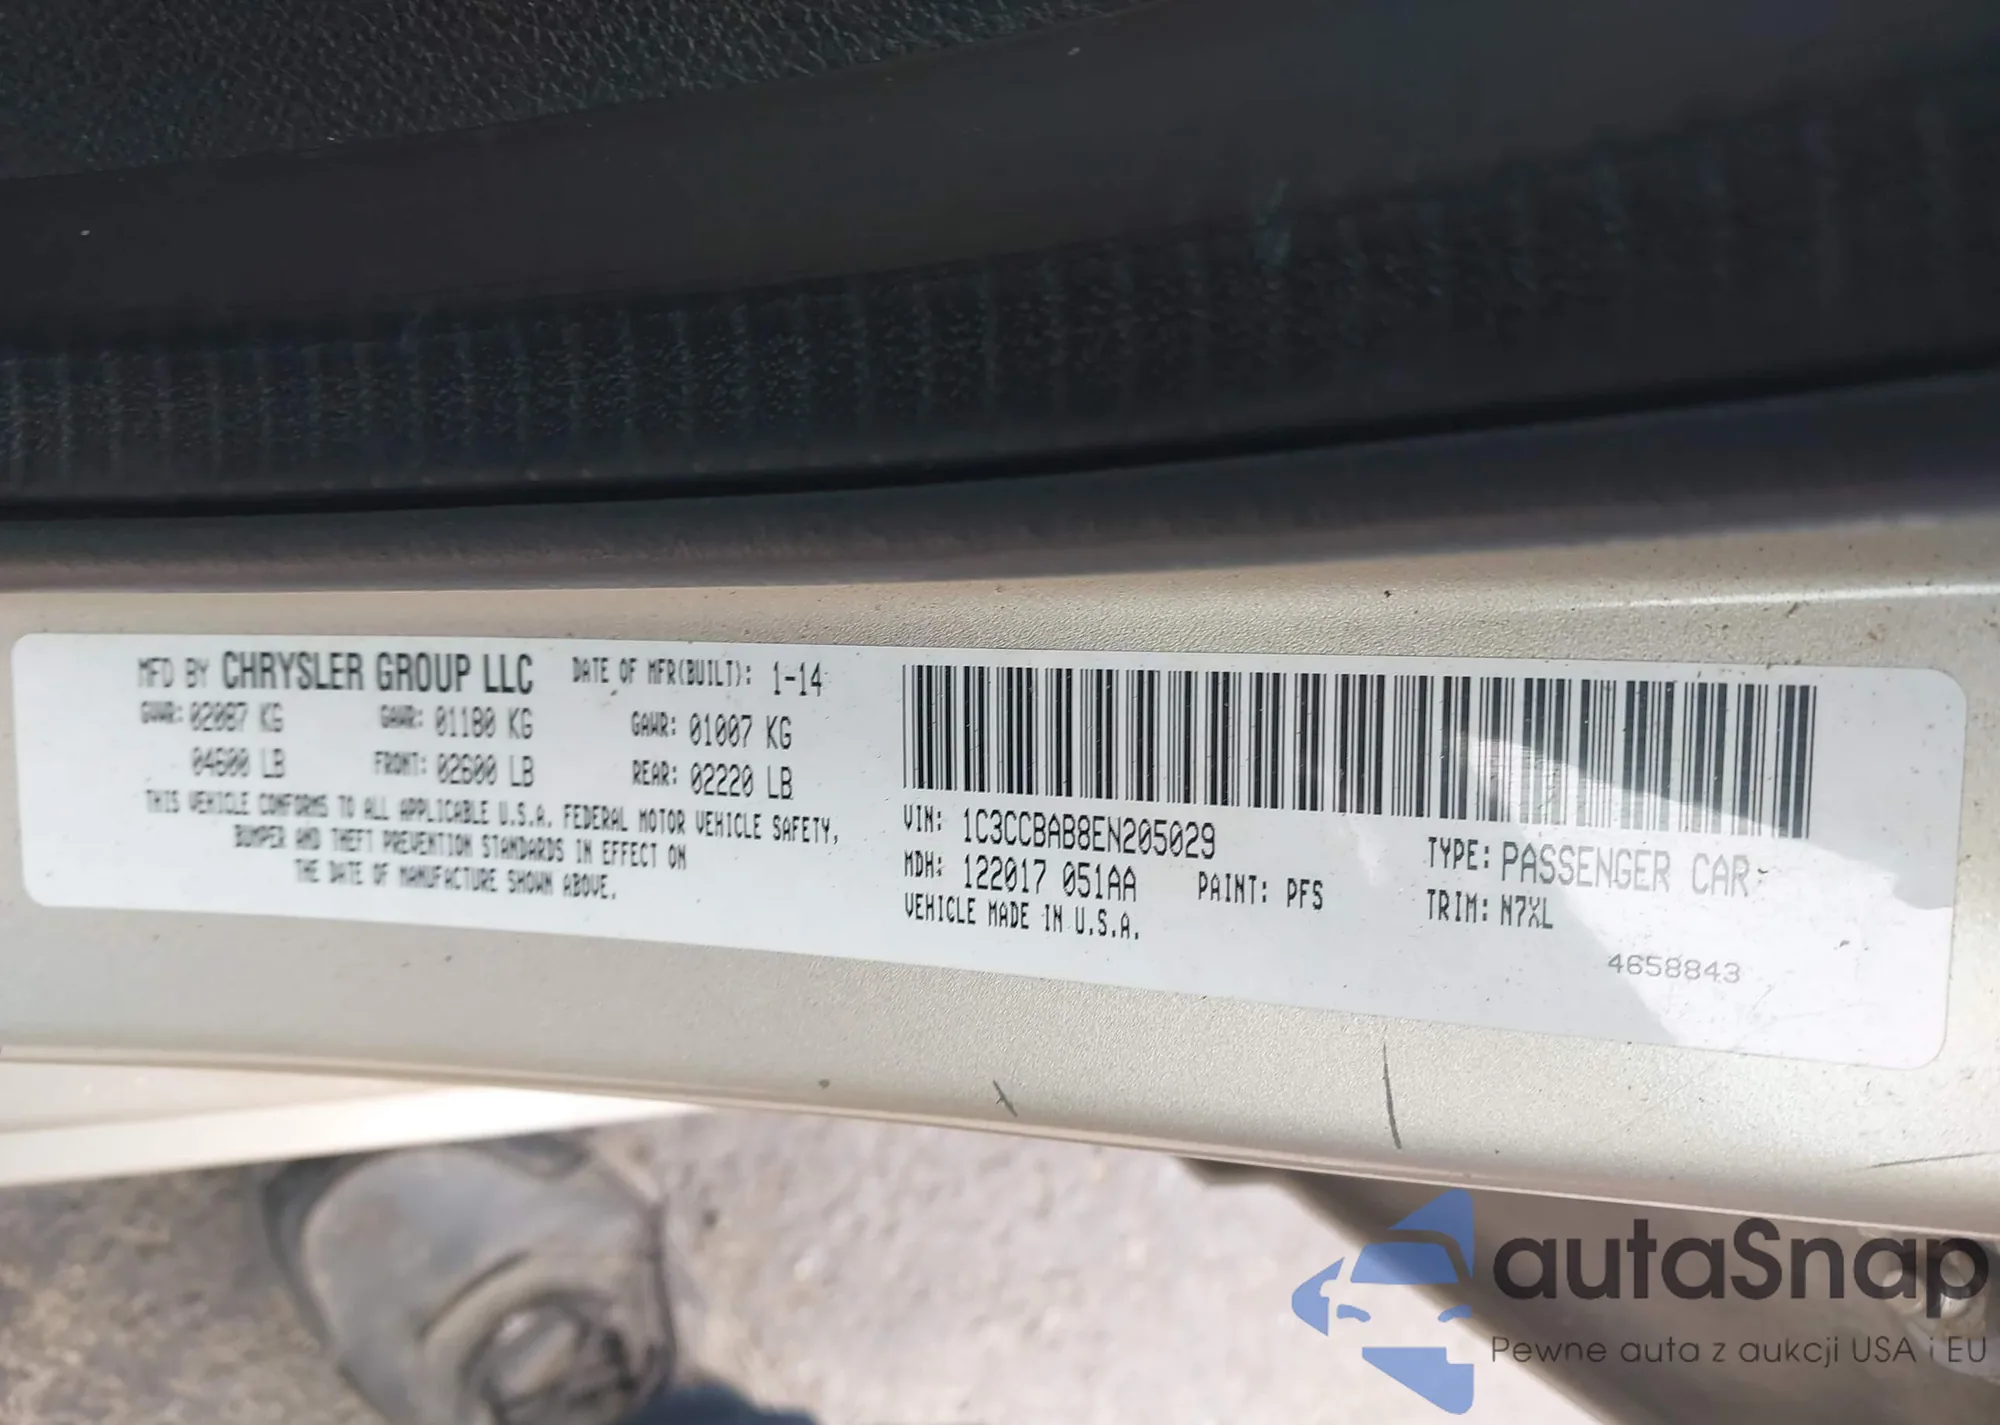 MFD BY CHRYSLER GROUP LLC DATE OF MFR(BUILT): 1-14
GVWR: 02087 KG GAWR: 01180 KG GAWR: 01007 KG
04600 LB FRONT: 02600 LB REAR: 02220 LB
THIS VEHICLE CONFORMS TO ALL APPLICABLE U.S.A. FEDERAL MOTOR VEHICLE SAFETY,
BUMPER AND THEFT PREVENTION STANDARDS IN EFFECT ON
THE DATE OF MANUFACTURE SHOWN ABOVE.
VIN: 1C3CCBAB8EN205029 TYPE: PASSENGER CAR
MDH: 122017 051AA PAINT: PFS TRIM: N7XL
VEHICLE MADE IN U.S.A.
4658843
autaSnap
Pewne auta z aukcji USA i EU